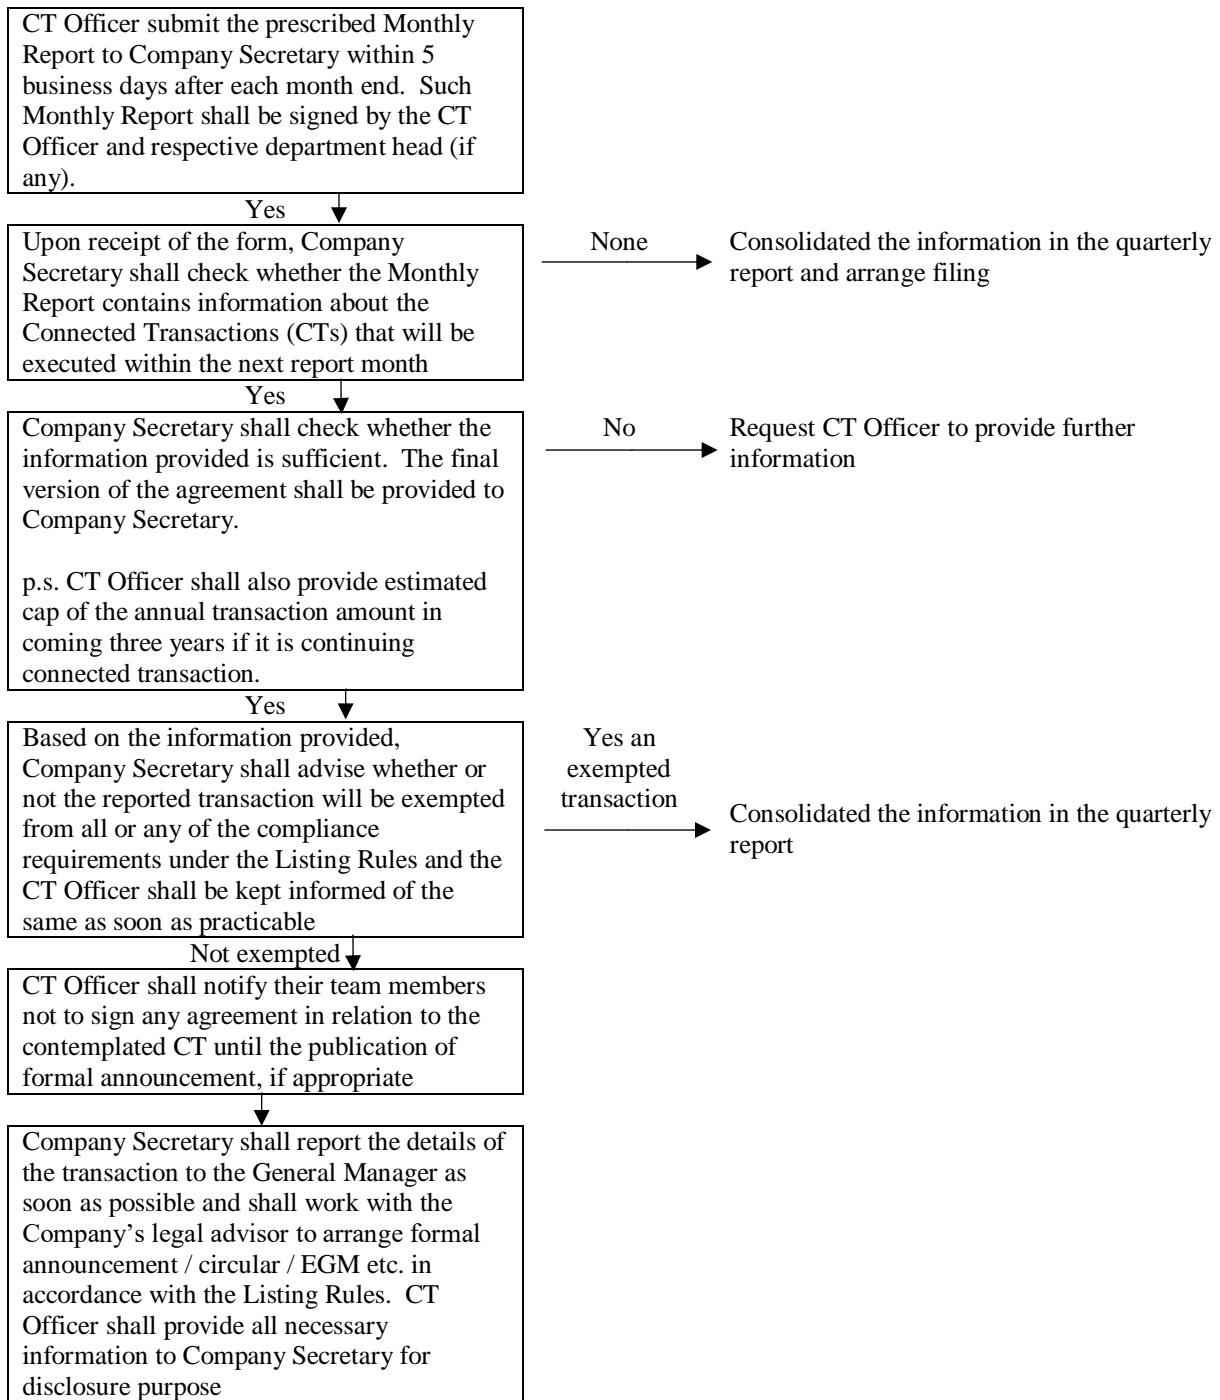 CT Officer submit the prescribed Monthly
Report to Company Secretary within 5
business days after each month end.  Such
Monthly Report shall be signed by the CT
Officer and respective department head (if
any).
Yes
Upon receipt of the form, Company
Secretary shall check whether the Monthly
Report contains information about the
Connected Transactions (CTs) that will be
executed within the next report month
None
Consolidated the information in the quarterly
report and arrange filing
Yes
Company Secretary shall check whether the
information provided is sufficient.  The final
version of the agreement shall be provided to
Company Secretary.
p.s. CT Officer shall also provide estimated
cap of the annual transaction amount in
coming three years if it is continuing
connected transaction.
No
Request CT Officer to provide further
information
Yes
Based on the information provided,
Company Secretary shall advise whether or
not the reported transaction will be exempted
from all or any of the compliance
requirements under the Listing Rules and the
CT Officer shall be kept informed of the
same as soon as practicable
Yes an
exempted
transaction
Consolidated the information in the quarterly
report
Not exempted
CT Officer shall notify their team members
not to sign any agreement in relation to the
contemplated CT until the publication of
formal announcement, if appropriate
Company Secretary shall report the details of
the transaction to the General Manager as
soon as possible and shall work with the
Company’s legal advisor to arrange formal
announcement / circular / EGM etc. in
accordance with the Listing Rules.  CT
Officer shall provide all necessary
information to Company Secretary for
disclosure purpose